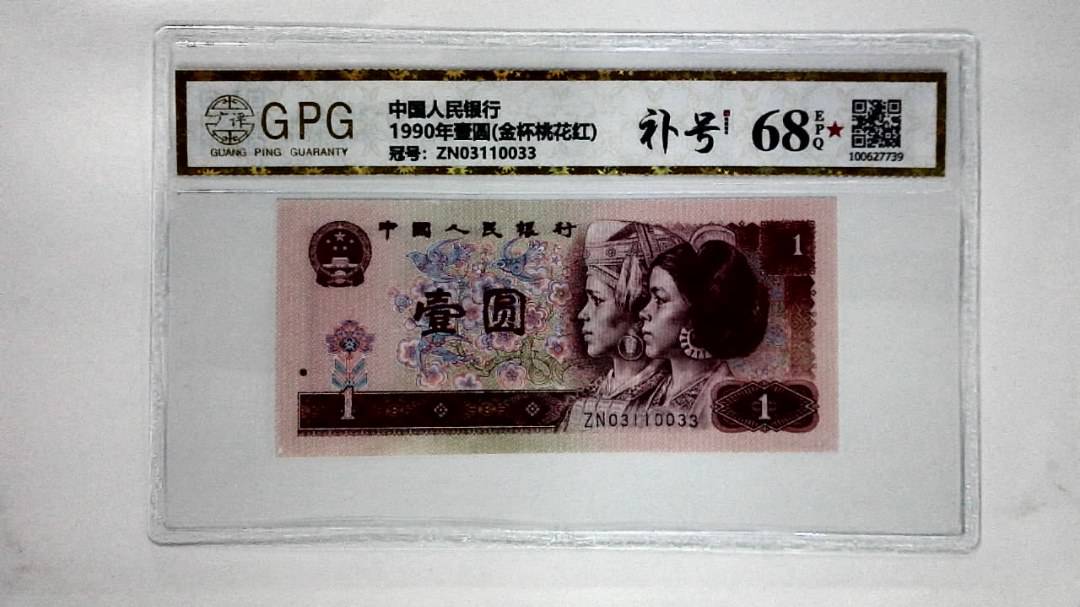 GPG
GUANG PING GUARANTY
中国人民银行
1990年壹圆(金杯桃花红)
冠号：ZN03110033
补号
68
EPQ
100627739
中國人民银行
1
壹圆
1
ZN03110033
1